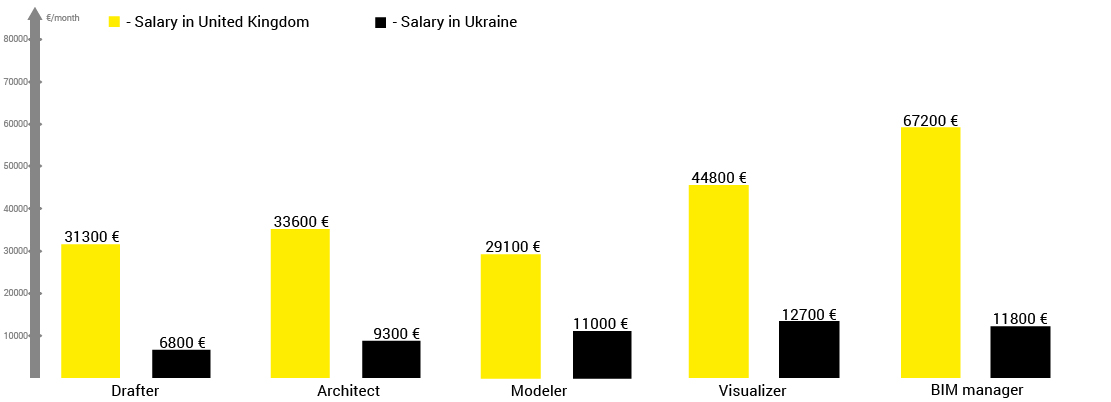 €/month
- Salary in United Kingdom
- Salary in Ukraine
80000
70000
60000
50000
40000
30000
20000
10000
31300 €
6800 €
33600 €
9300 €
29100 €
11000 €
44800 €
12700 €
67200 €
11800 €
Drafter
Architect
Modeler
Visualizer
BIM manager